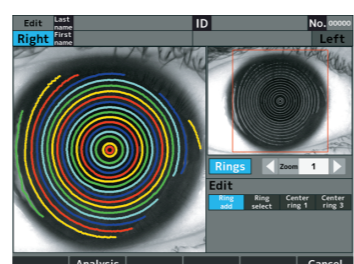 Edit Last name ID No. 00000
Right First name Left
Rings Zoom 1
Edit
Ring add Ring select Center ring 1 Center ring 3
Analysis Cancel